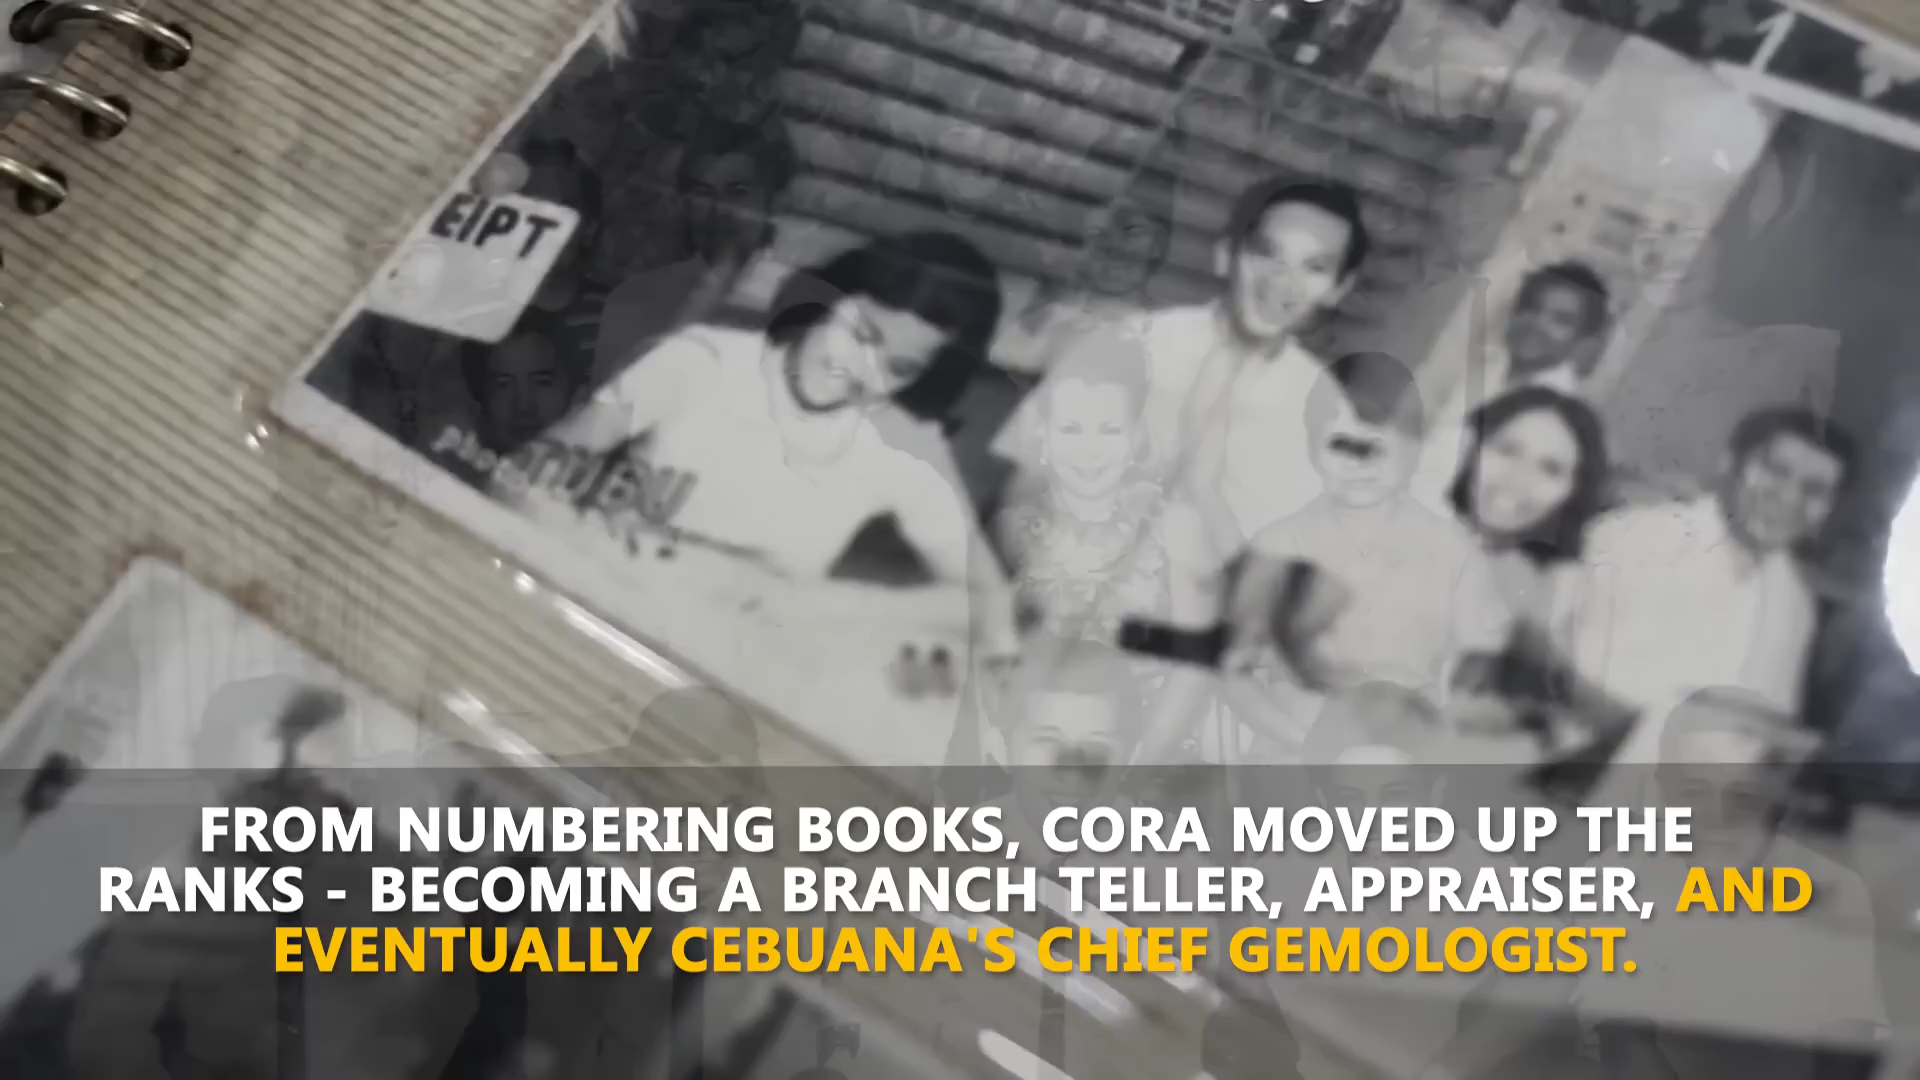 EIPT
FROM NUMBERING BOOKS, CORA MOVED UP THE
RANKS - BECOMING A BRANCH TELLER, APPRAISER, AND
EVENTUALLY CEBUANA'S CHIEF GEMOLOGIST.